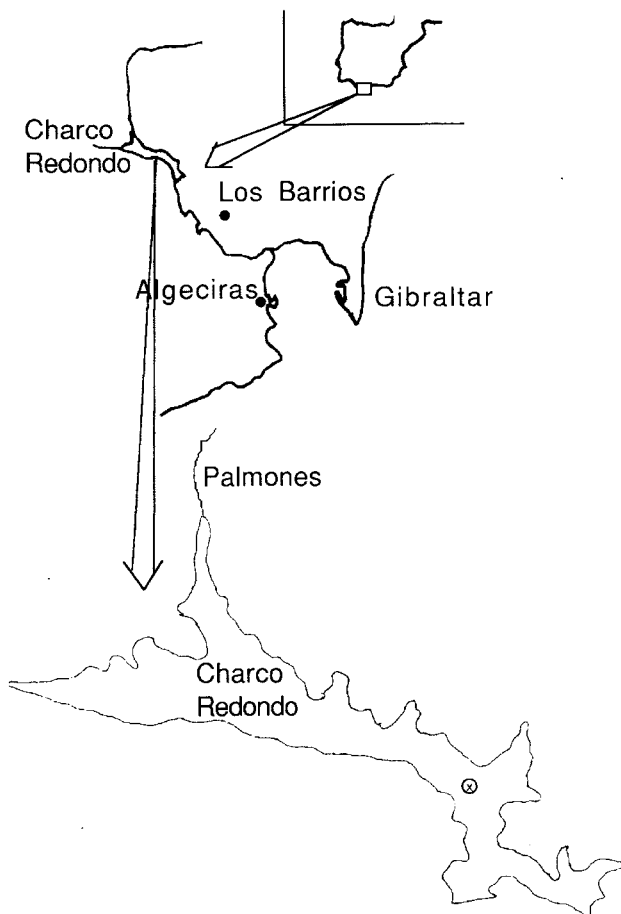 Charco
Redondo
Los Barrios
Algeciras
Gibraltar
Palmones
Charco
Redondo
x